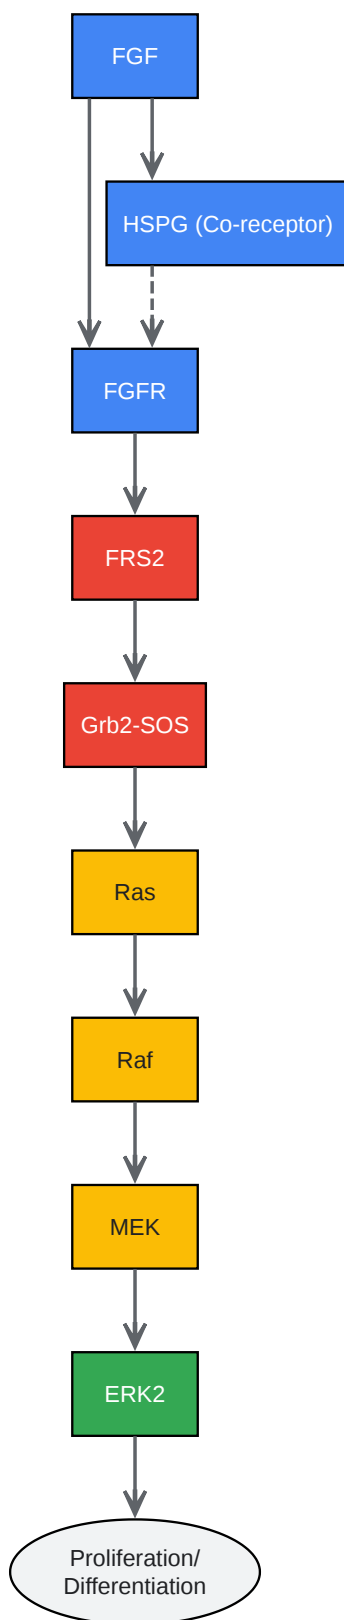 FGF
HSPG (Co-receptor)
FGFR
FRS2
Grb2-SOS
Ras
Raf
MEK
ERK2
Proliferation/
Differentiation